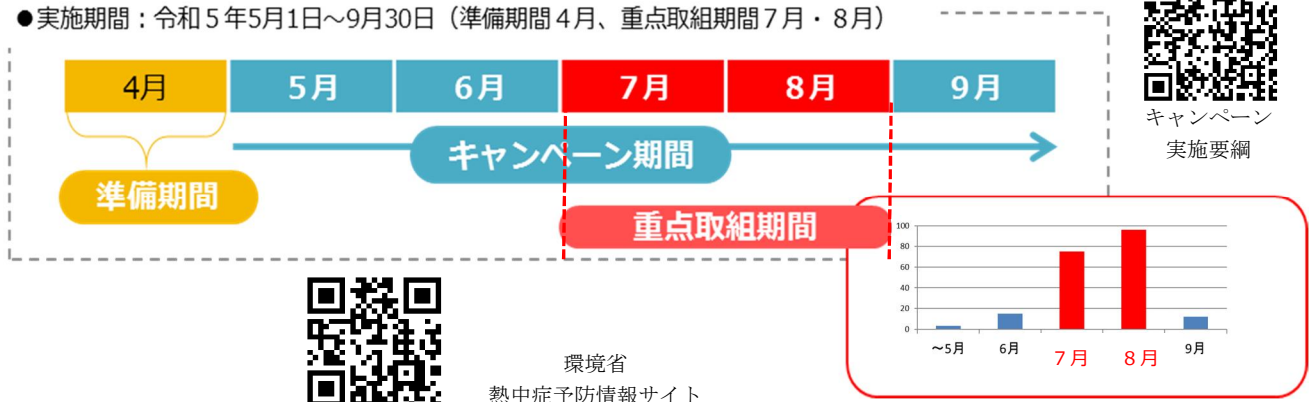 ●実施期間：令和５年5月1日～9月30日（準備期間４月、重点取組期間７月・８月）
4月
5月
6月
7月
8月
9月
キャンペーン
実施要綱
キャンペーン期間
準備期間
重点取組期間
100
80
60
40
20
0
～5月
6月
７月
８月
9月
環境省
熱中症予防情報サイト